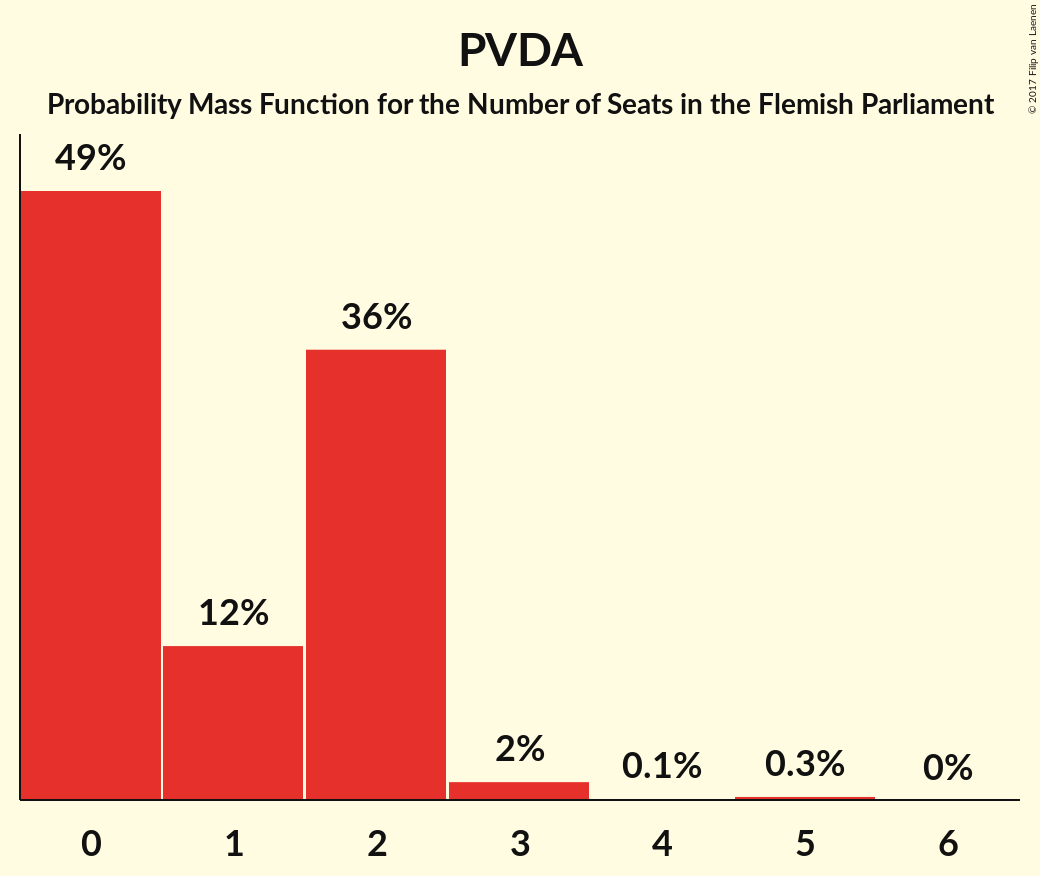 PVDA
Probability Mass Function for the Number of Seats in the Flemish Parliament
© 2017 Filip van Laenen
49%
36%
12%
2%
0.1%
0.3%
0%
0 1 2 3 4 5 6